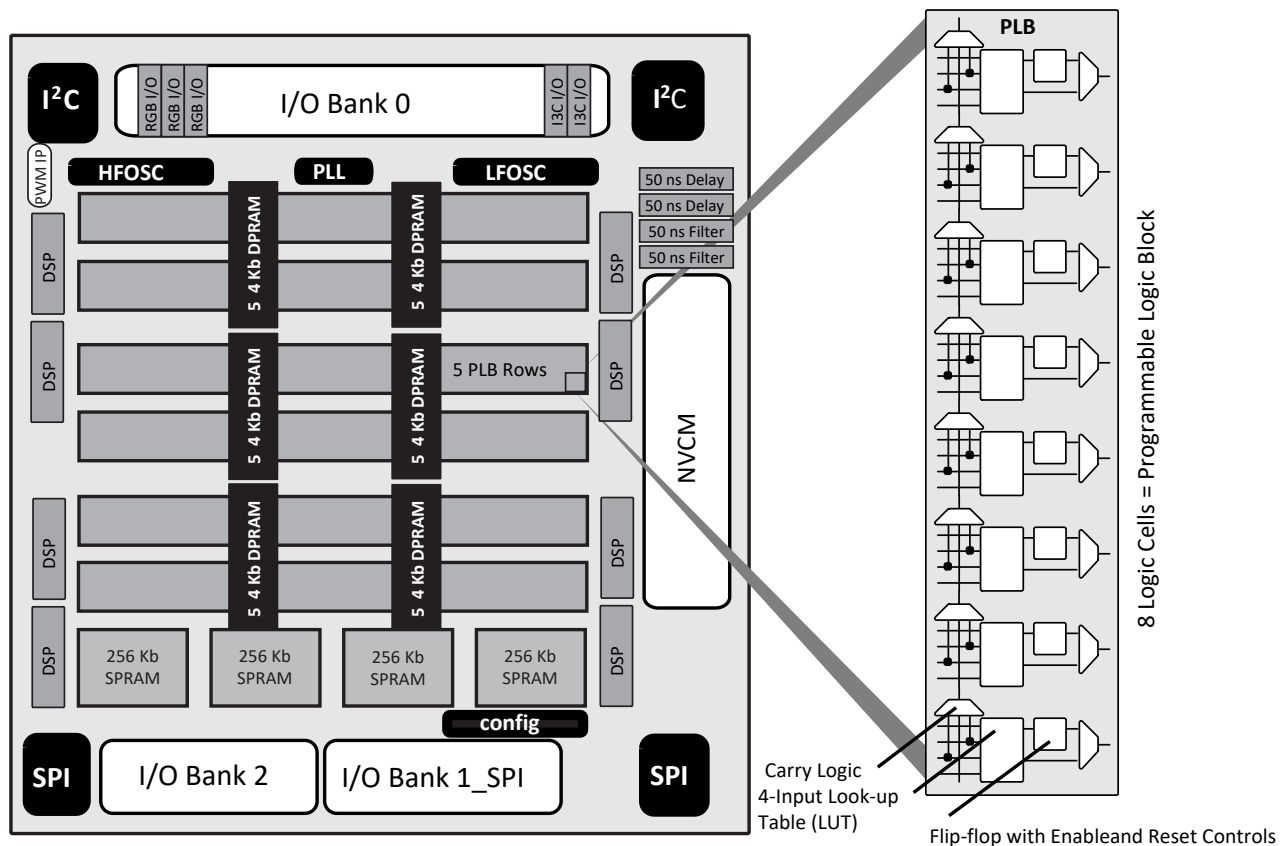 PLB
I²C
RGB I/O
RGB I/O
RGB I/O
I/O Bank 0
I3C I/O
I3C I/O
I²C
PWM IP
HFOSC
PLL
LFOSC
50 ns Delay
50 ns Delay
50 ns Filter
50 ns Filter
DSP
5 4 Kb DPRAM
5 4 Kb DPRAM
DSP
DSP
5 4 Kb DPRAM
5 4 Kb DPRAM
5 PLB Rows
DSP
NVCM
DSP
5 4 Kb DPRAM
5 4 Kb DPRAM
DSP
DSP
256 Kb
SPRAM
256 Kb
SPRAM
256 Kb
SPRAM
256 Kb
SPRAM
DSP
config
SPI
I/O Bank 2
I/O Bank 1_SPI
SPI
8 Logic Cells = Programmable Logic Block
Carry Logic
4-Input Look-up
Table (LUT)
Flip-flop with Enableand Reset Controls